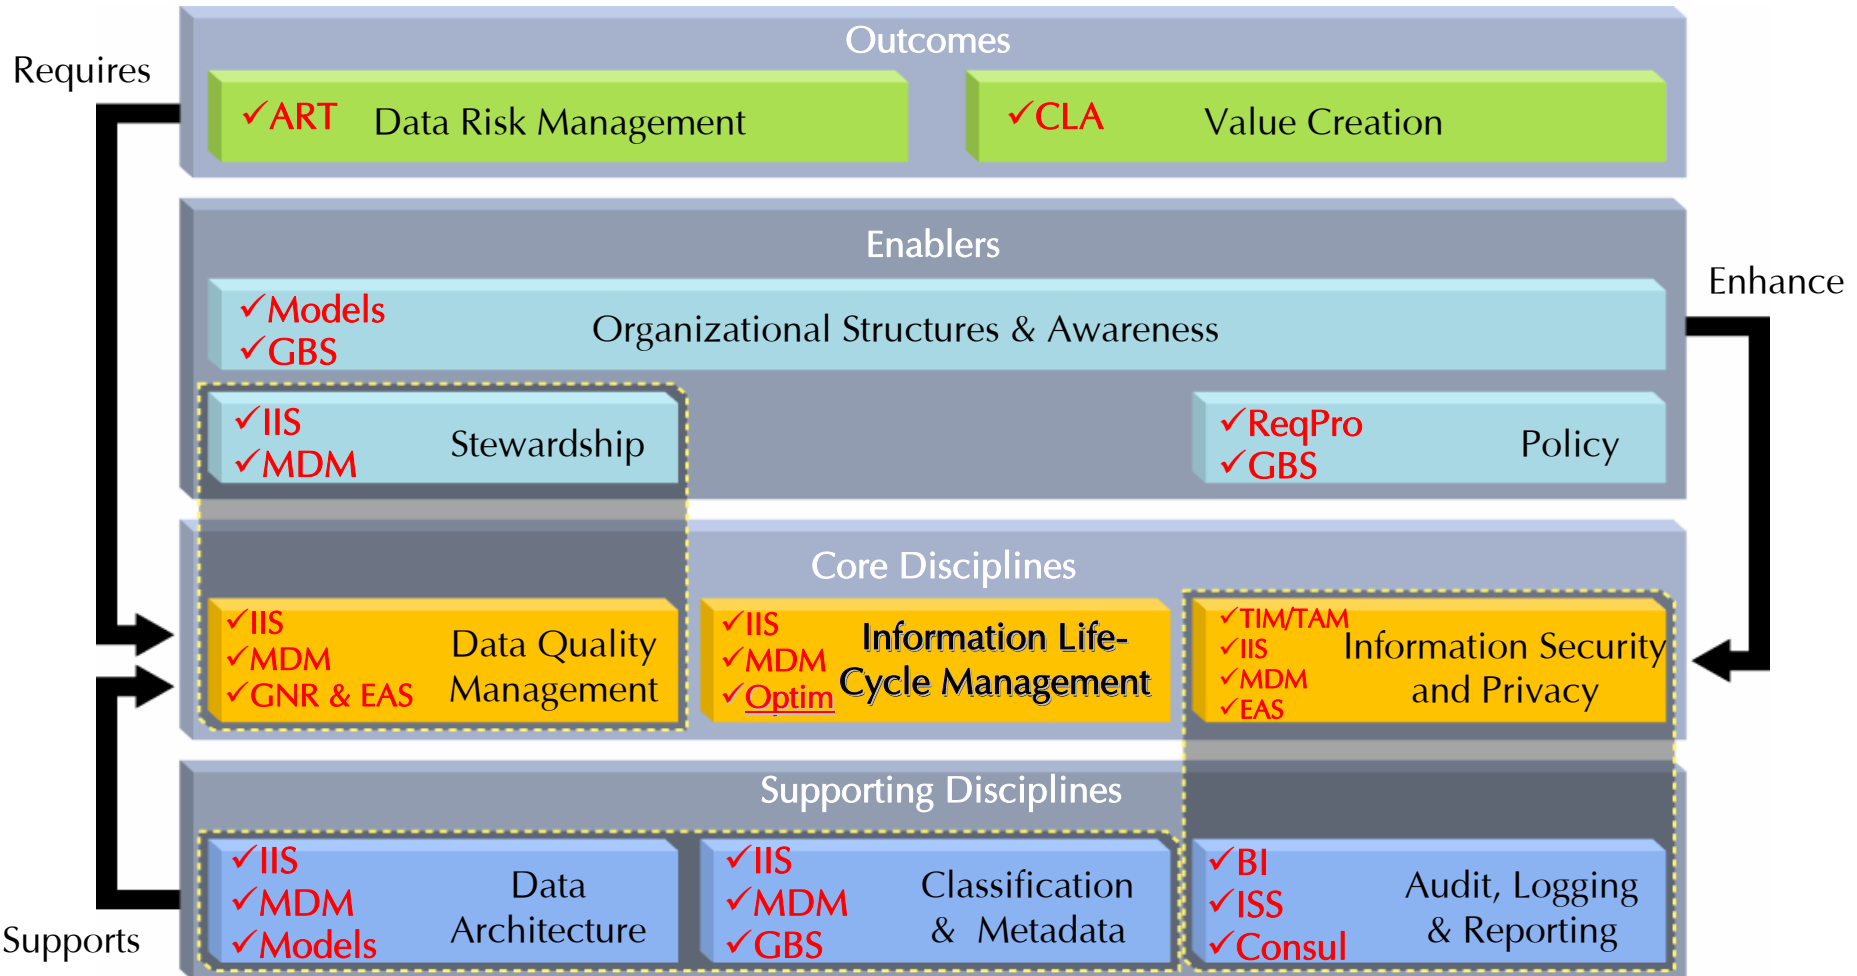 Outcomes
Requires
✓ART
Data Risk Management
✓CLA
Value Creation
Enablers
Enhance
✓Models
✓GBS
Organizational Structures & Awareness
✓IIS
✓MDM
Stewardship
✓ReqPro
✓GBS
Policy
Core Disciplines
✓IIS
✓MDM
✓GNR & EAS
Data Quality
Management
✓IIS
✓MDM
✓Optim
Information Life-
Cycle Management
✓TIM/TAM
✓IIS
✓MDM
✓EAS
Information Security
and Privacy
Supporting Disciplines
✓IIS
✓MDM
✓Models
Data
Architecture
✓IIS
✓MDM
✓GBS
Classification
& Metadata
✓BI
✓ISS
✓Consul
Audit, Logging
& Reporting
Supports